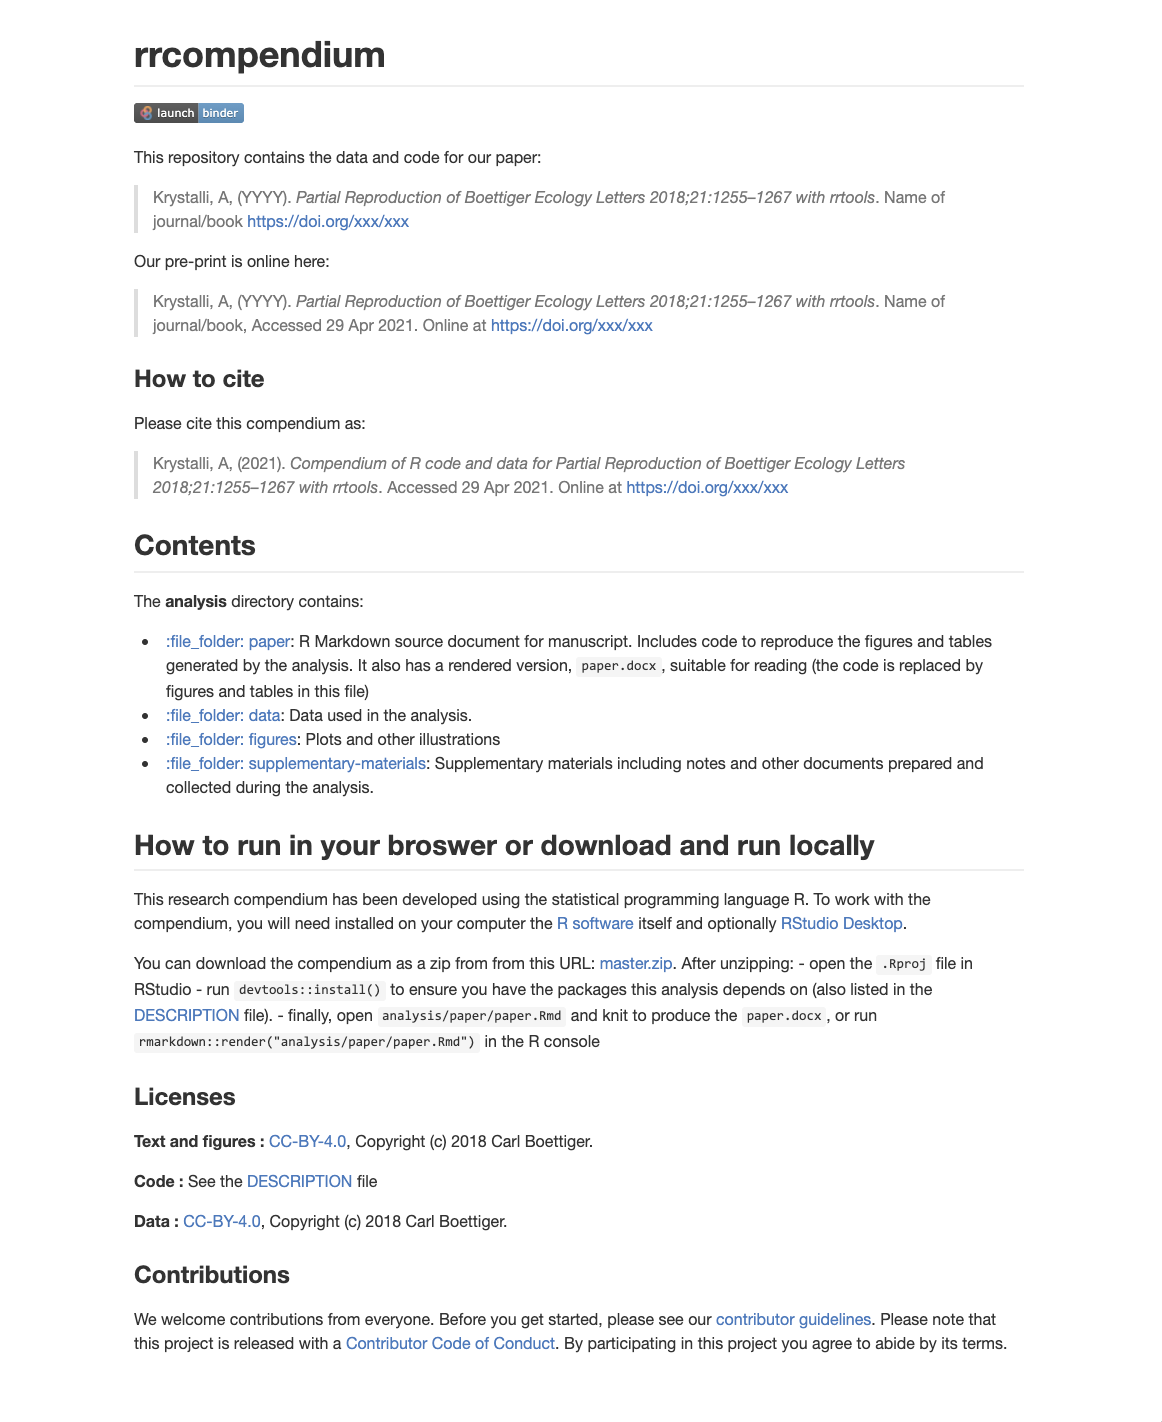 rrcompendium
launch binder
This repository contains the data and code for our paper:
Krystalli, A, (YYYY). Partial Reproduction of Boettiger Ecology Letters 2018;21:1255–1267 with rrtools. Name of
journal/book https://doi.org/xxx/xxx
Our pre-print is online here:
Krystalli, A, (YYYY). Partial Reproduction of Boettiger Ecology Letters 2018;21:1255–1267 with rrtools. Name of
journal/book, Accessed 29 Apr 2021. Online at https://doi.org/xxx/xxx
How to cite
Please cite this compendium as:
Krystalli, A, (2021). Compendium of R code and data for Partial Reproduction of Boettiger Ecology Letters
2018;21:1255–1267 with rrtools. Accessed 29 Apr 2021. Online at https://doi.org/xxx/xxx
Contents
The analysis directory contains:
• :file_folder: paper: R Markdown source document for manuscript. Includes code to reproduce the figures and tables
generated by the analysis. It also has a rendered version, paper.docx, suitable for reading (the code is replaced by
figures and tables in this file)
• :file_folder: data: Data used in the analysis.
• :file_folder: figures: Plots and other illustrations
• :file_folder: supplementary-materials: Supplementary materials including notes and other documents prepared and
collected during the analysis.
How to run in your broswer or download and run locally
This research compendium has been developed using the statistical programming language R. To work with the
compendium, you will need installed on your computer the R software itself and optionally RStudio Desktop.
You can download the compendium as a zip from from this URL: master.zip. After unzipping: - open the .Rproj file in
RStudio - run devtools::install() to ensure you have the packages this analysis depends on (also listed in the
DESCRIPTION file). - finally, open analysis/paper/paper.Rmd and knit to produce the paper.docx, or run
rmarkdown::render("analysis/paper/paper.Rmd") in the R console
Licenses
Text and figures : CC-BY-4.0, Copyright (c) 2018 Carl Boettiger.
Code : See the DESCRIPTION file
Data : CC-BY-4.0, Copyright (c) 2018 Carl Boettiger.
Contributions
We welcome contributions from everyone. Before you get started, please see our contributor guidelines. Please note that
this project is released with a Contributor Code of Conduct. By participating in this project you agree to abide by its terms.